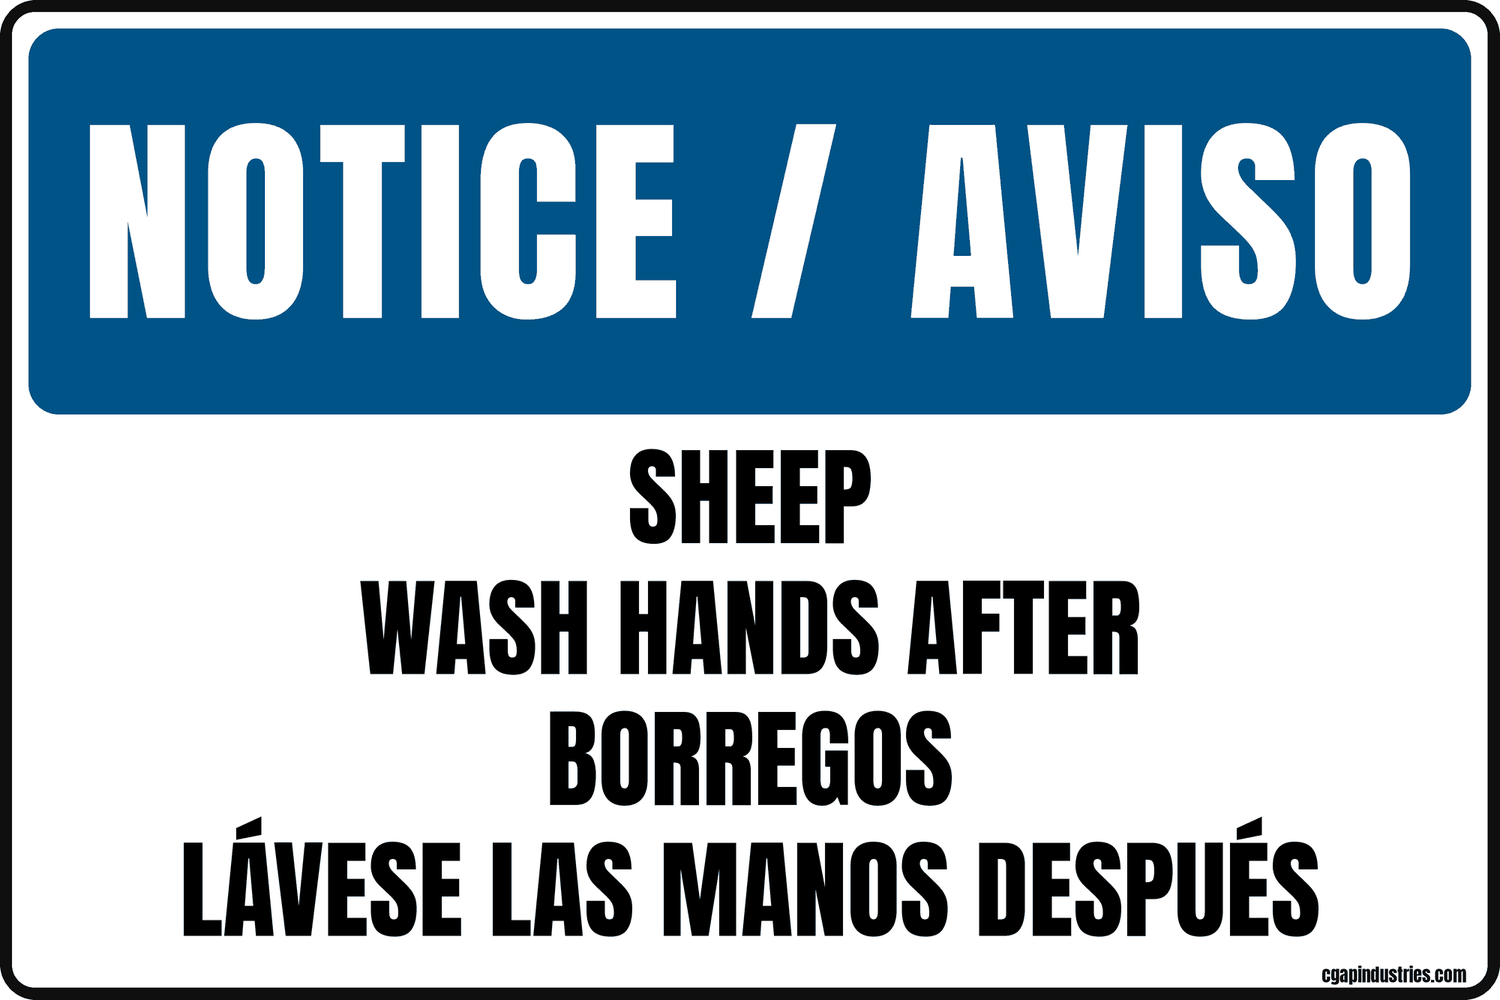 NOTICE / AVISO
SHEEP
WASH HANDS AFTER
BORREGOS
LÁVESE LAS MANOS DESPUÉS
cgapindustries.com